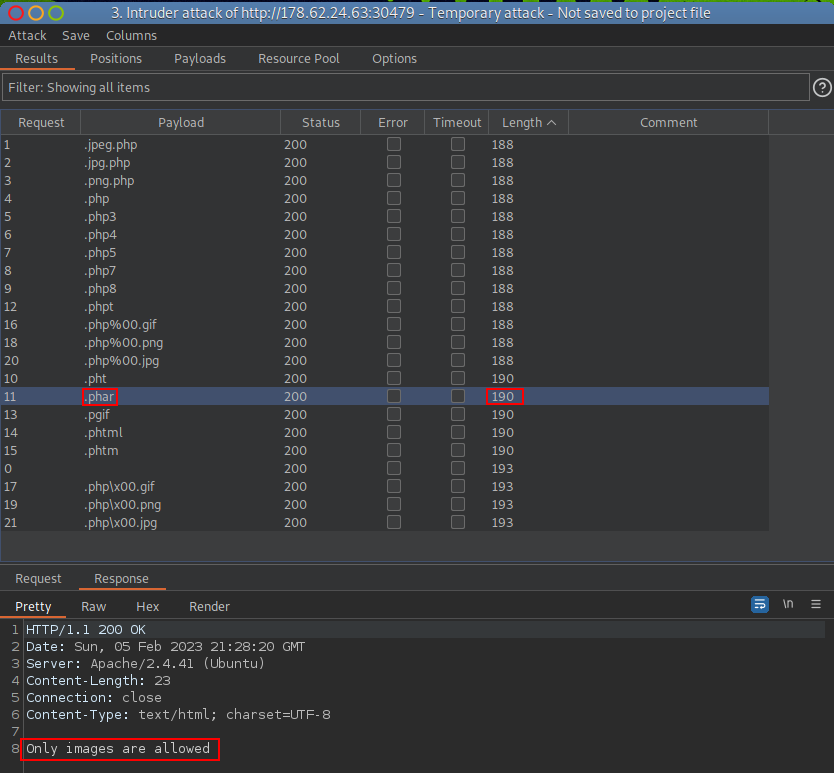 3. Intruder attack of http://178.62.24.63:30479 - Temporary attack - Not saved to project file
Attack Save Columns
Results Positions Payloads Resource Pool Options
Filter: Showing all items ?
Request Payload Status Error Timeout Length Comment
1 .jpeg.php 200 188
2 .jpg.php 200 188
3 .png.php 200 188
4 .php 200 188
5 .php3 200 188
6 .php4 200 188
7 .php5 200 188
8 .php7 200 188
9 .php8 200 188
12 .phpt 200 188
16 .php%00.gif 200 188
18 .php%00.png 200 188
20 .php%00.jpg 200 188
10 .pht 200 190
11 .phar 200 190
13 .pgif 200 190
14 .phtml 200 190
15 .phtm 200 190
0 200 193
17 .php\x00.gif 200 193
19 .php\x00.png 200 193
21 .php\x00.jpg 200 193
Request Response
Pretty Raw Hex Render \n
1 HTTP/1.1 200 OK
2 Date: Sun, 05 Feb 2023 21:28:20 GMT
3 Server: Apache/2.4.41 (Ubuntu)
4 Content-Length: 23
5 Connection: close
6 Content-Type: text/html; charset=UTF-8
7
8 Only images are allowed